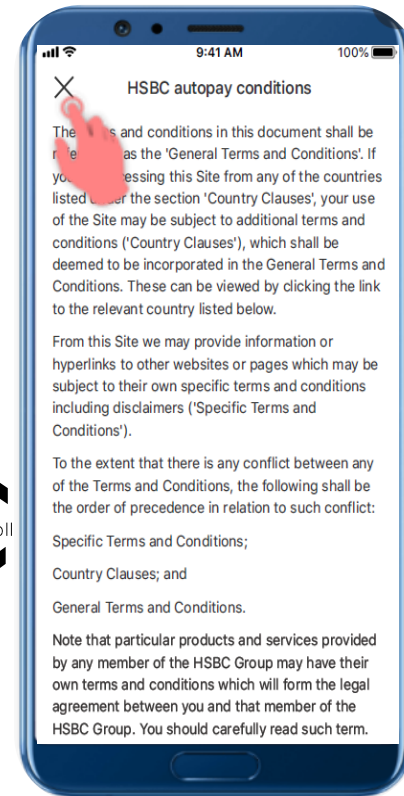 9:41 AM
100%
HSBC autopay conditions
The and conditions in this document shall be
as the 'General Terms and Conditions'. If
essing this Site from any of the countries
listed the section 'Country Clauses', your use
of the Site may be subject to additional terms and
conditions ('Country Clauses'), which shall be
deemed to be incorporated in the General Terms and
Conditions. These can be viewed by clicking the link
to the relevant country listed below.
From this Site we may provide information or
hyperlinks to other websites or pages which may be
subject to their own specific terms and conditions
including disclaimers ('Specific Terms and
Conditions').
To the extent that there is any conflict between any
of the Terms and Conditions, the following shall be
the order of precedence in relation to such conflict:
oll
Specific Terms and Conditions;
Country Clauses; and
General Terms and Conditions.
Note that particular products and services provided
by any member of the HSBC Group may have their
own terms and conditions which will form the legal
agreement between you and that member of the
HSBC Group. You should carefully read such term.